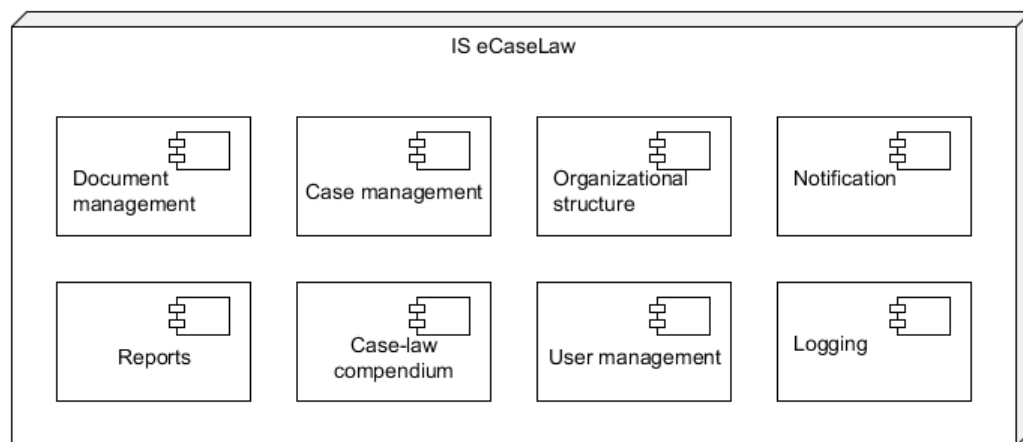 IS eCaseLaw
Document
management
Case management
Organizational
structure
Notification
Reports
Case-law
compendium
User management
Logging